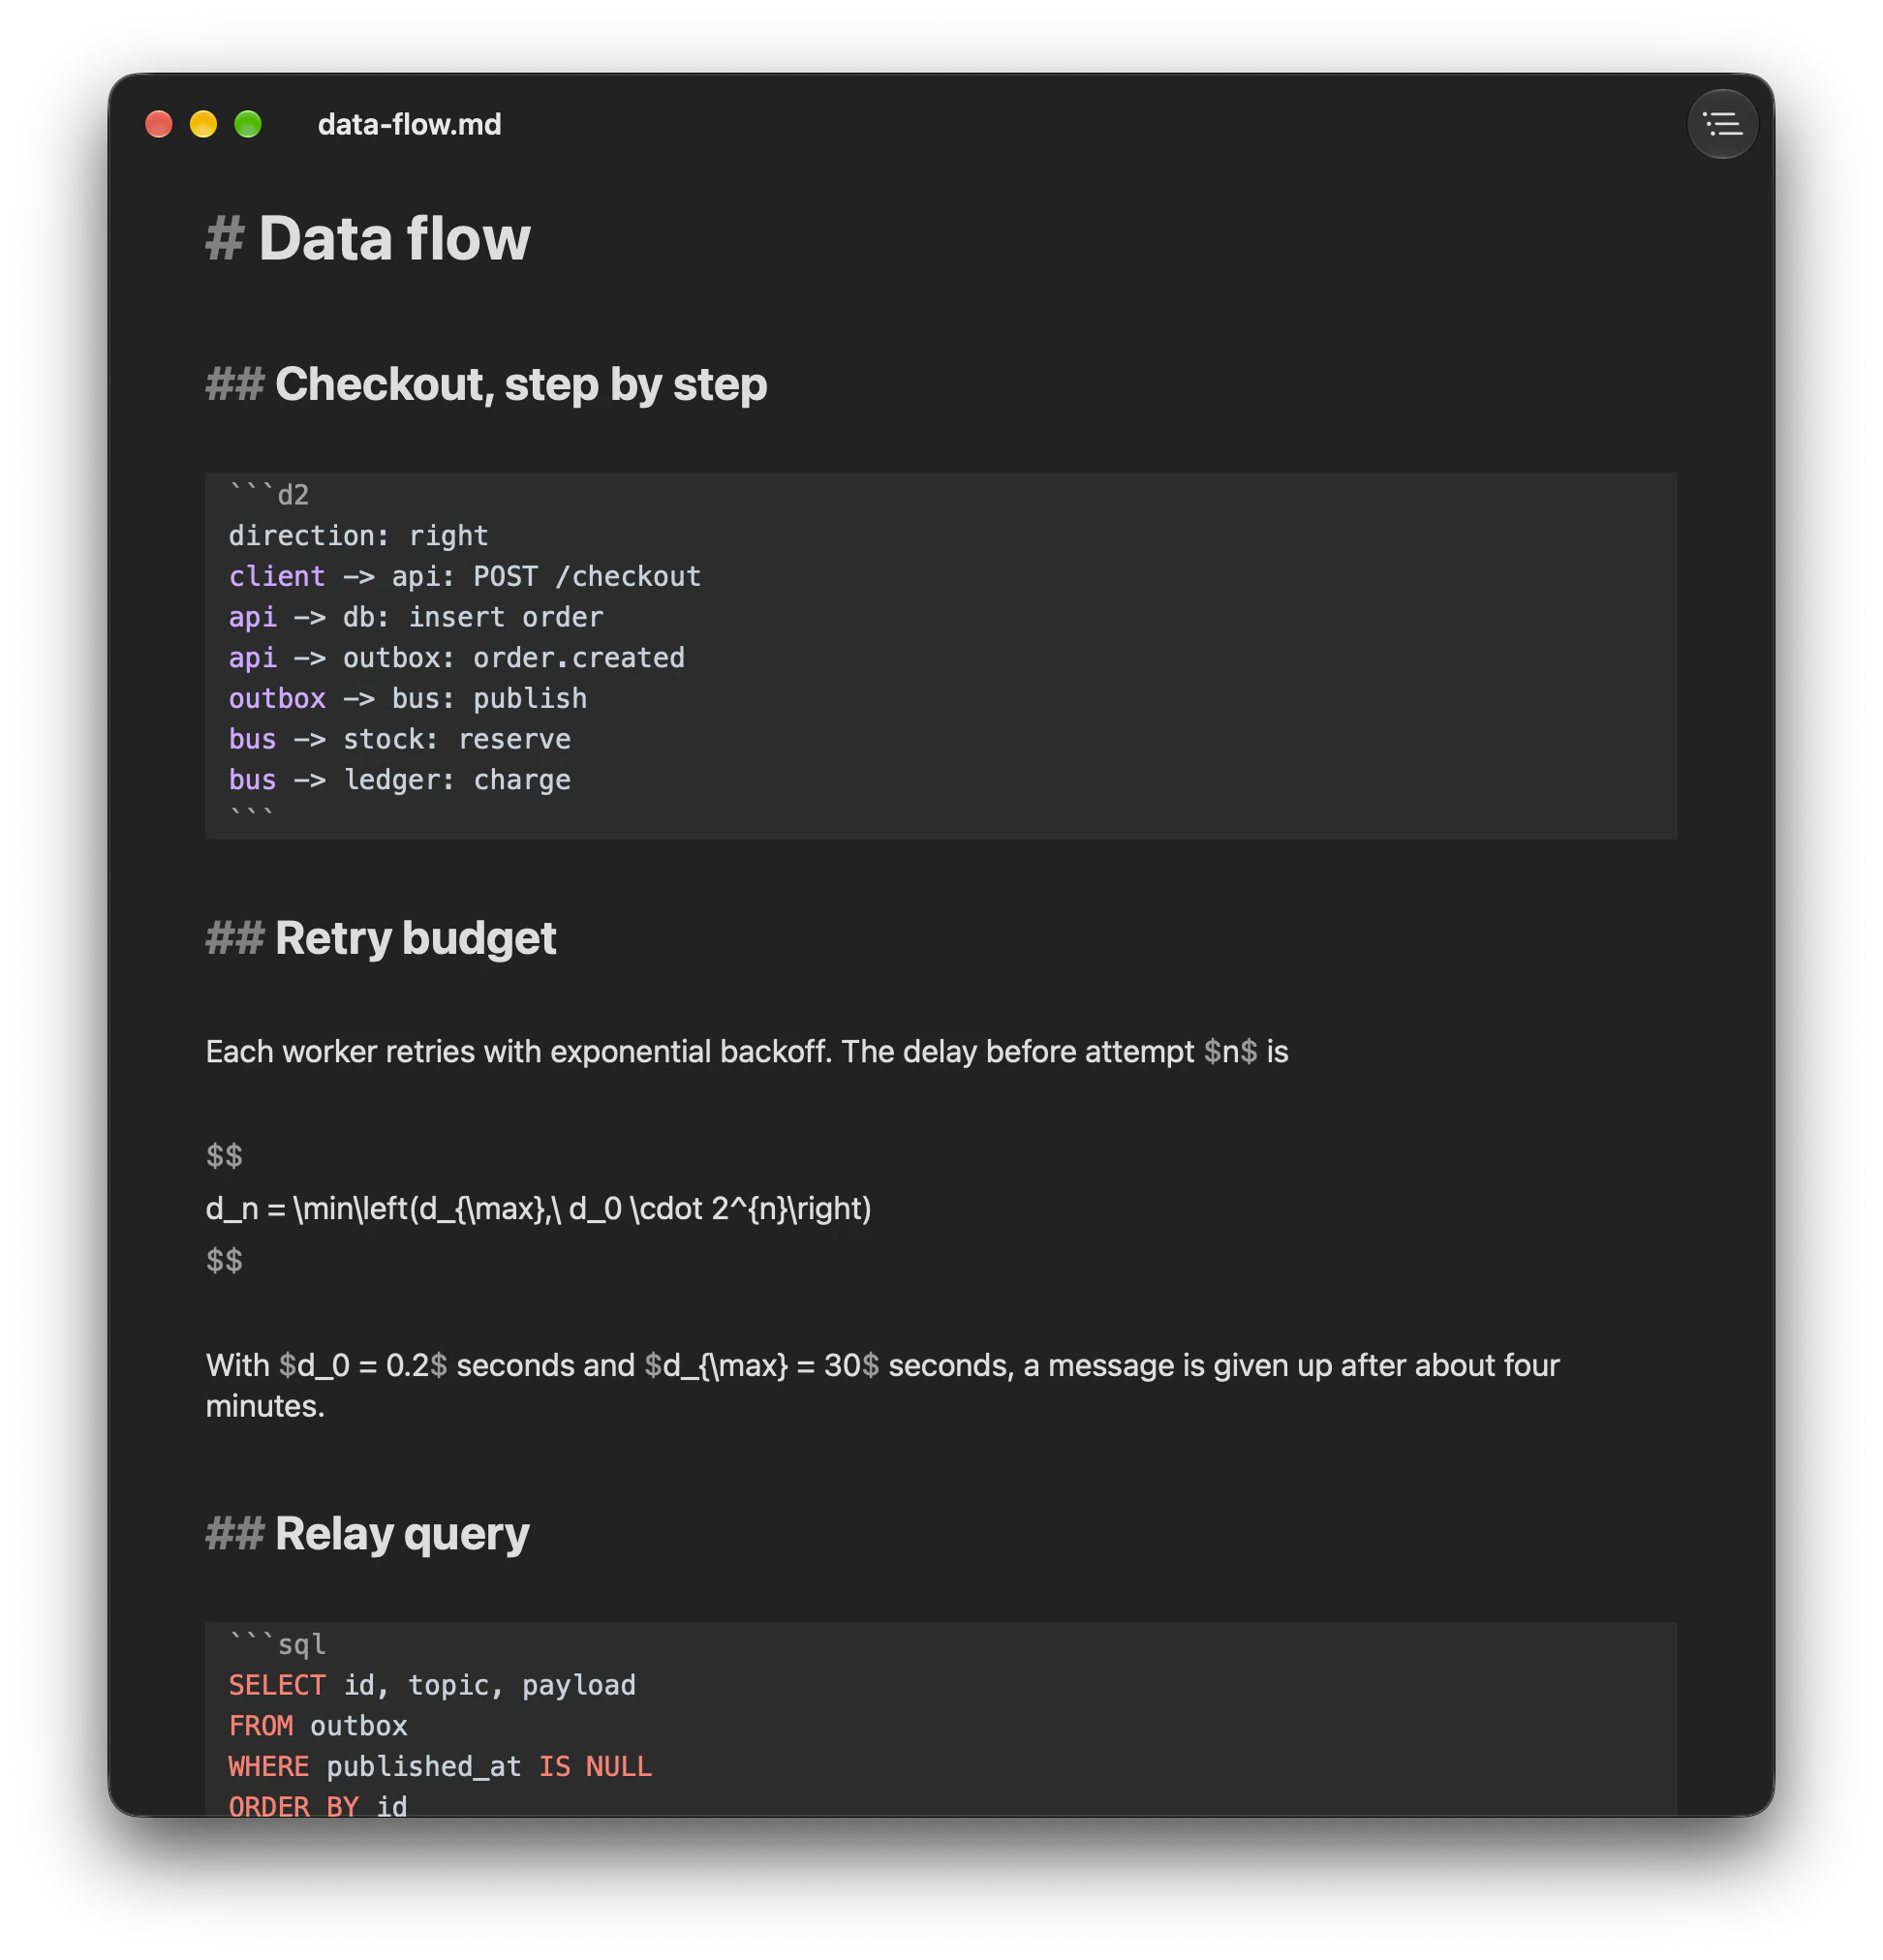 data-flow.md
# Data flow
## Checkout, step by step
```d2
direction: right
client -> api: POST /checkout
api -> db: insert order
api -> outbox: order.created
outbox -> bus: publish
bus -> stock: reserve
bus -> ledger: charge
```
## Retry budget
Each worker retries with exponential backoff. The delay before attempt $n$ is
$$
d_n = \min\left(d_{\max},\ d_0 \cdot 2^{n}\right)
$$
With $d_0 = 0.2$ seconds and $d_{\max} = 30$ seconds, a message is given up after about four
minutes.
## Relay query
```sql
SELECT id, topic, payload
FROM outbox
WHERE published_at IS NULL
ORDER BY id